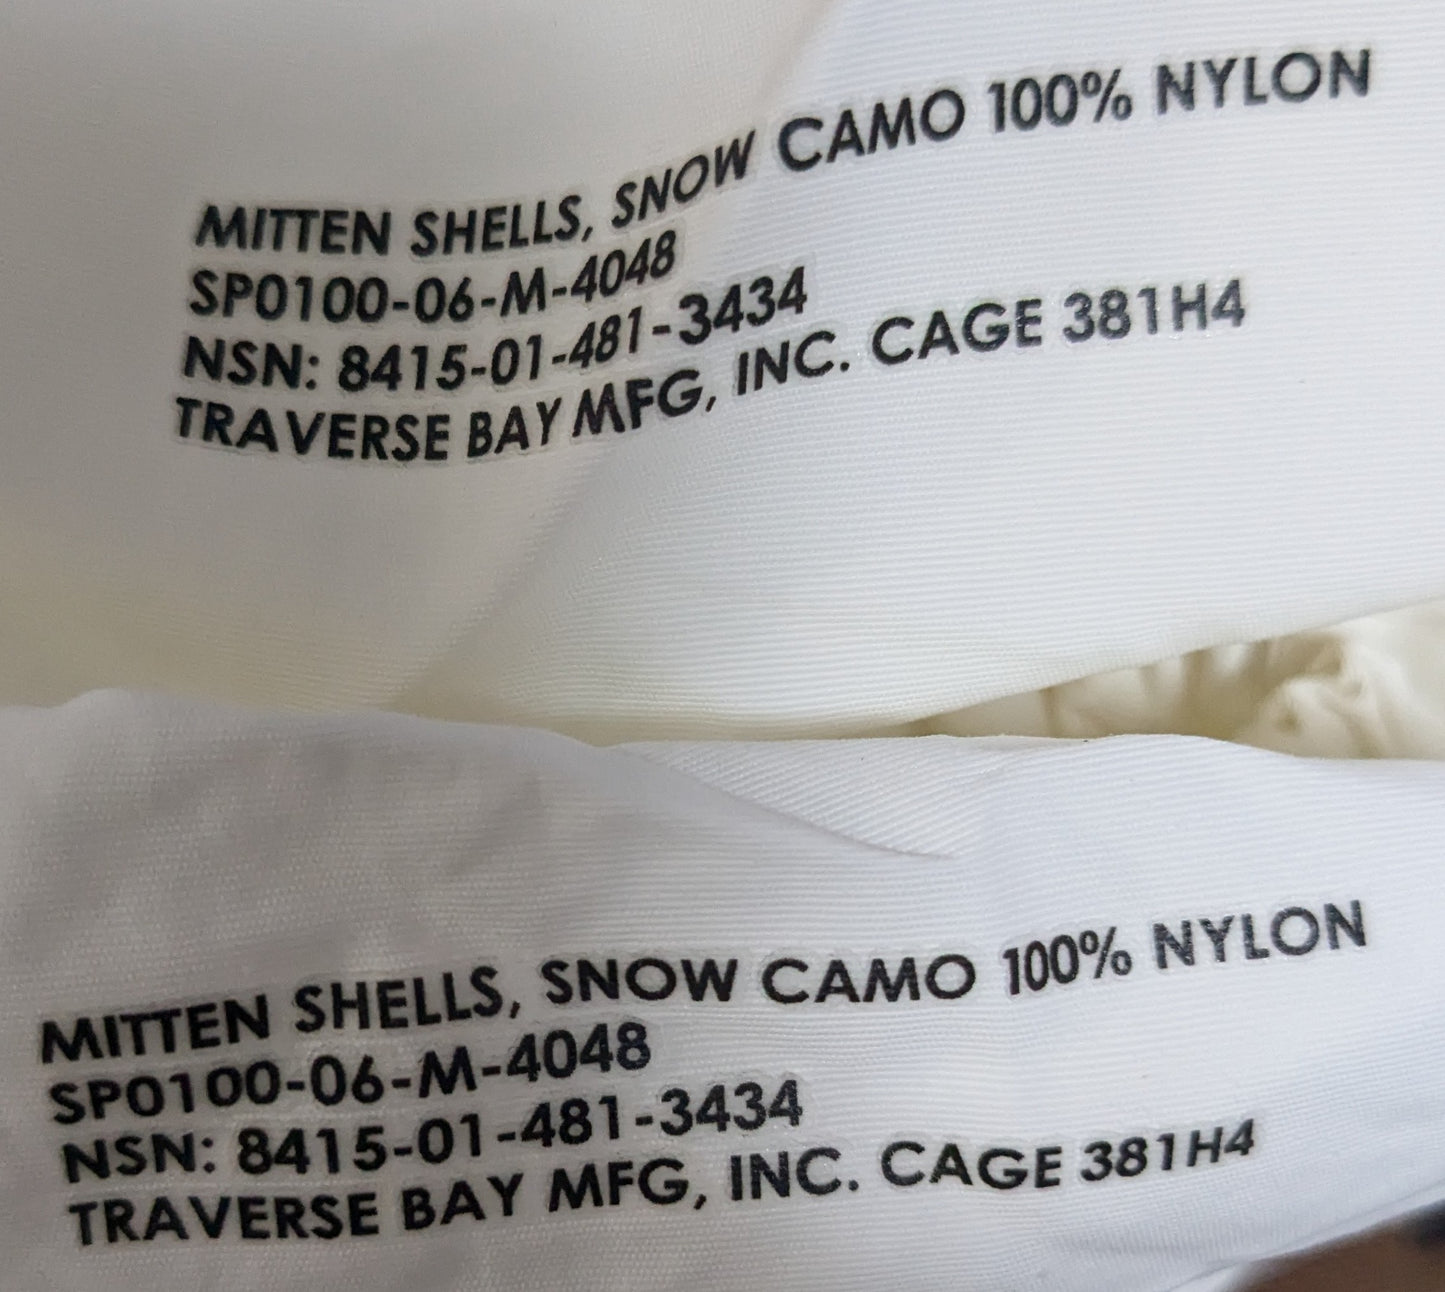 MITTEN SHELLS, SNOW CAMO 100% NYLON
SP0100-06-M-4048
NSN: 8415-01-481-3434
TRAVERSE BAY MFG, INC. CAGE 381H4
MITTEN SHELLS, SNOW CAMO 100% NYLON
SP0100-06-M-4048
NSN: 8415-01-481-3434
TRAVERSE BAY MFG, INC. CAGE 381H4